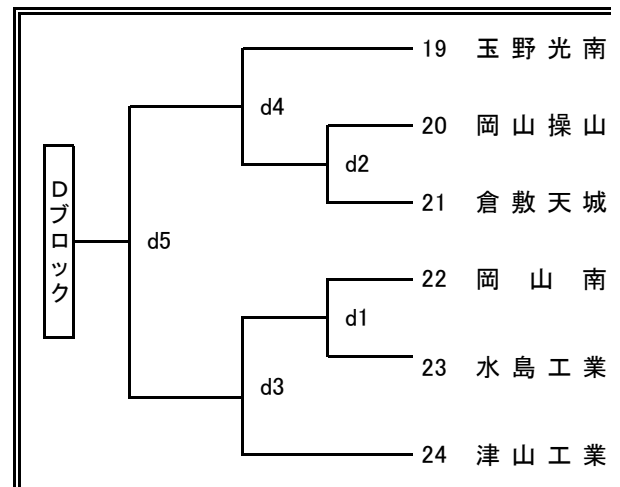 19 玉野光南
d4
20 岡山操山
d2
21 倉敷天城
Dブロック
d5
22 岡山南
d1
23 水島工業
d3
24 津山工業